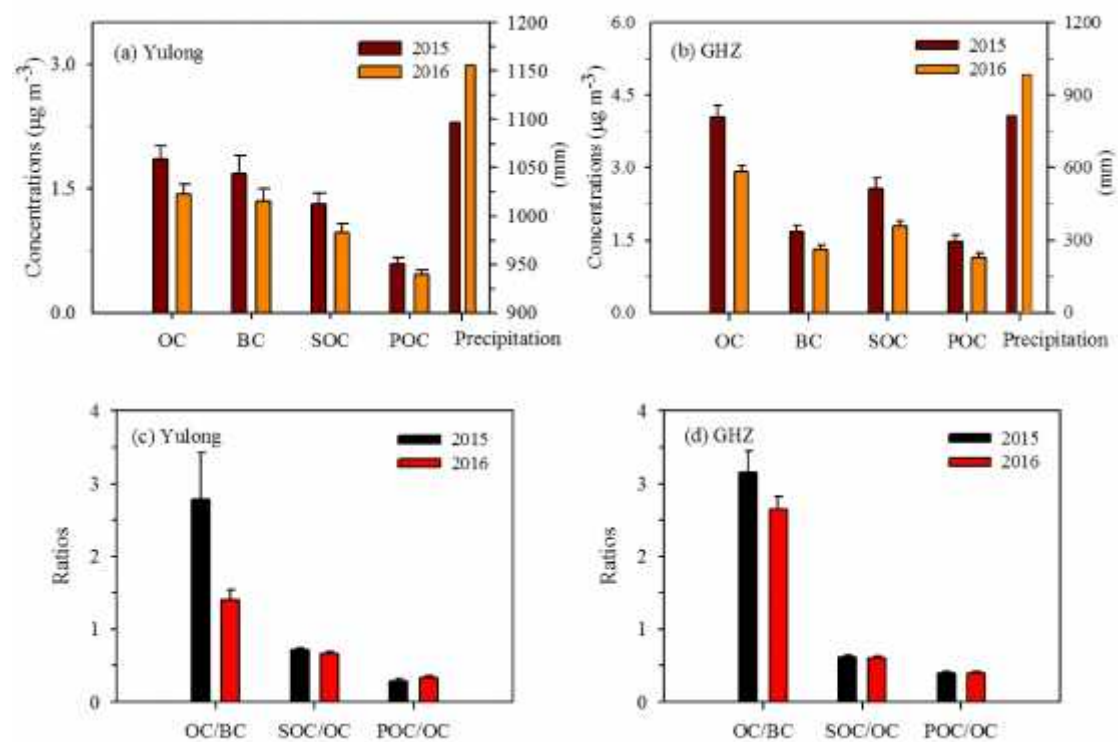 (a) Yulong
2015
2016
Concentrations (µg m⁻³)
3.0
1.5
0.0
1200
1150
1100
1050
1000
950
900
(mm)
OC BC SOC POC Precipitation
(b) GHZ
2015
2016
Concentrations (µg m⁻³)
6.0
4.5
3.0
1.5
0.0
1200
900
600
300
0
(mm)
OC BC SOC POC Precipitation
(c) Yulong
2015
2016
Ratios
4
3
2
1
0
OC/BC SOC/OC POC/OC
(d) GHZ
2015
2016
Ratios
4
3
2
1
0
OC/BC SOC/OC POC/OC